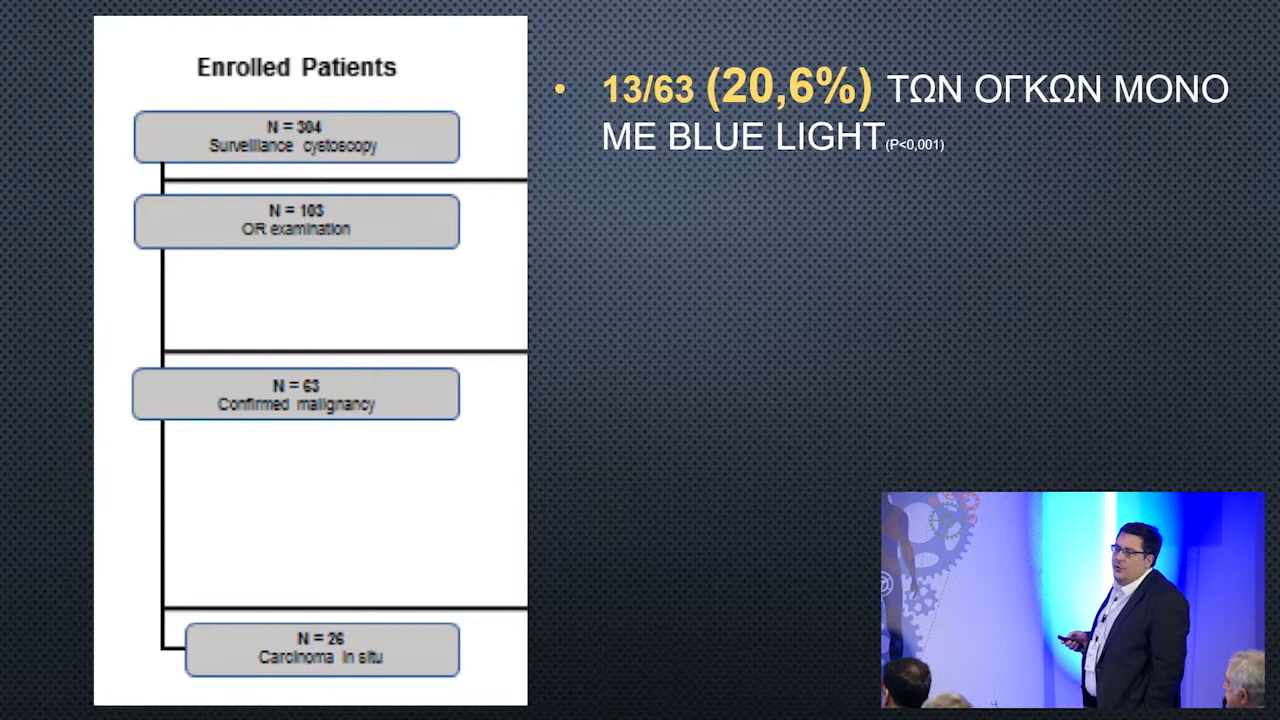 Enrolled Patients
N = 304
Surveillance cystoscopy
N = 103
OR examination
N = 63
Confirmed malignancy
N = 26
Carcinoma in situ
• 13/63 (20,6%) ΤΩΝ ΟΓΚΩΝ ΜΟΝΟ
ΜΕ BLUE LIGHT(P<0,001)